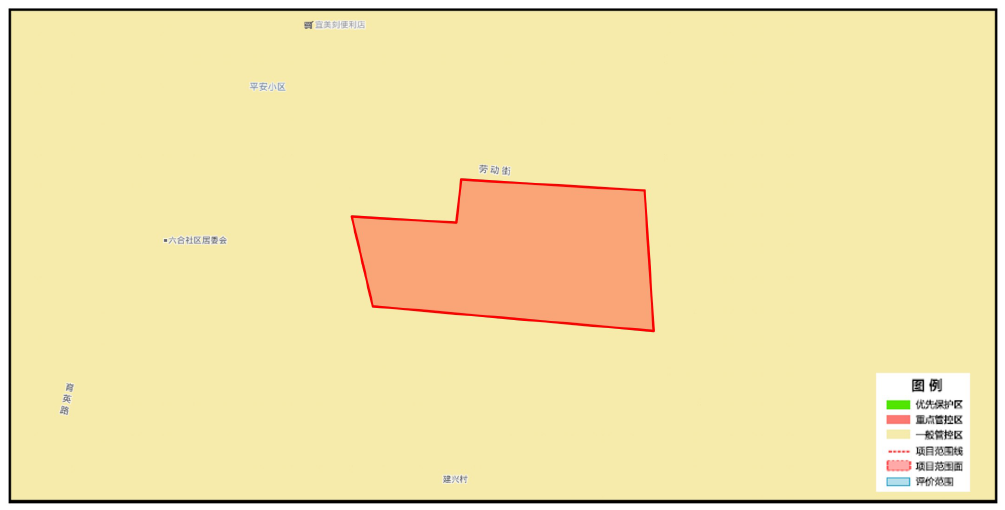 宜美到便利店
平安小区
劳动街
六合社区居委会
育英路
建兴村
图例
优先保护区
重点管控区
一般管控区
项目范围线
项目范围面
评价范围